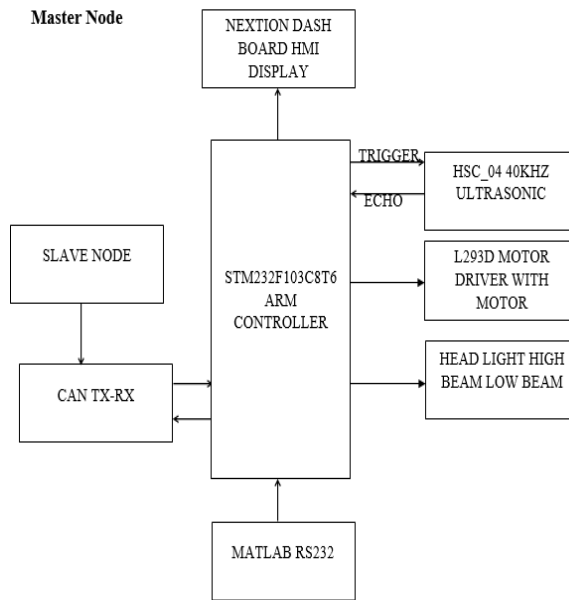 Master Node
NEXTION DASH
BOARD HMI
DISPLAY
TRIGGER
ECHO
HSC_04 40KHZ
ULTRASONIC
SLAVE NODE
STM232F103C8T6
ARM
CONTROLLER
L293D MOTOR
DRIVER WITH
MOTOR
CAN TX-RX
HEAD LIGHT HIGH
BEAM LOW BEAM
MATLAB RS232